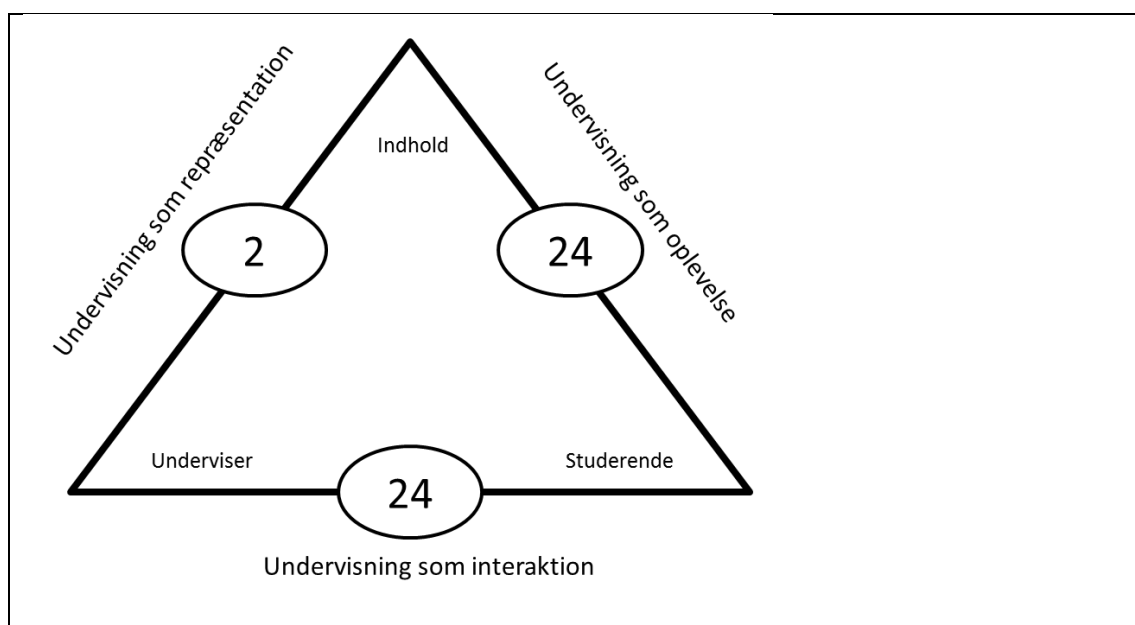 Undervisning som repræsentation
Undervisning som oplevelse
Indhold
2
24
Underviser
Studerende
24
Undervisning som interaktion